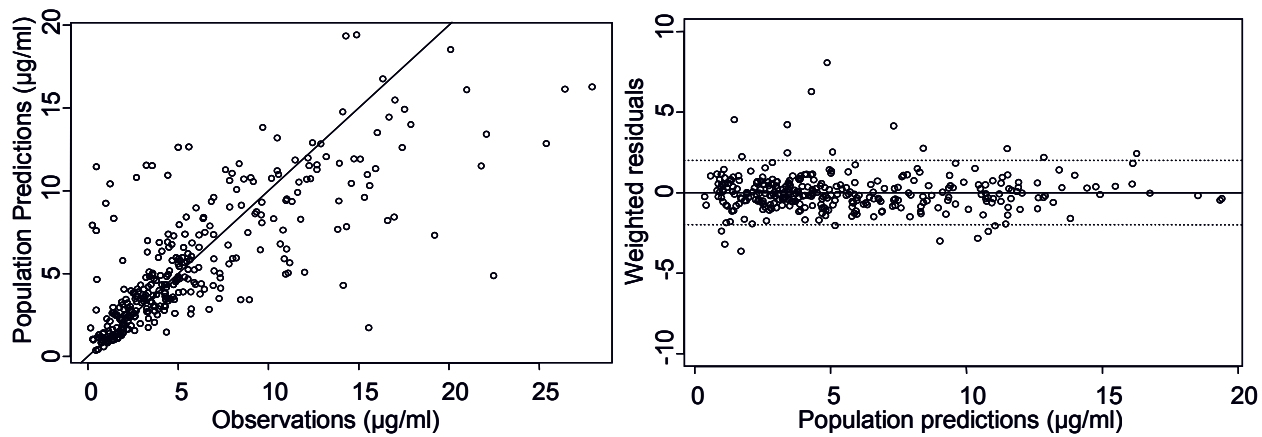 Population Predictions (µg/ml)
20
15
10
5
0
0 5 10 15 20 25
Observations (µg/ml)
Weighted residuals
10
5
0
-5
-10
0 5 10 15 20
Population predictions (µg/ml)